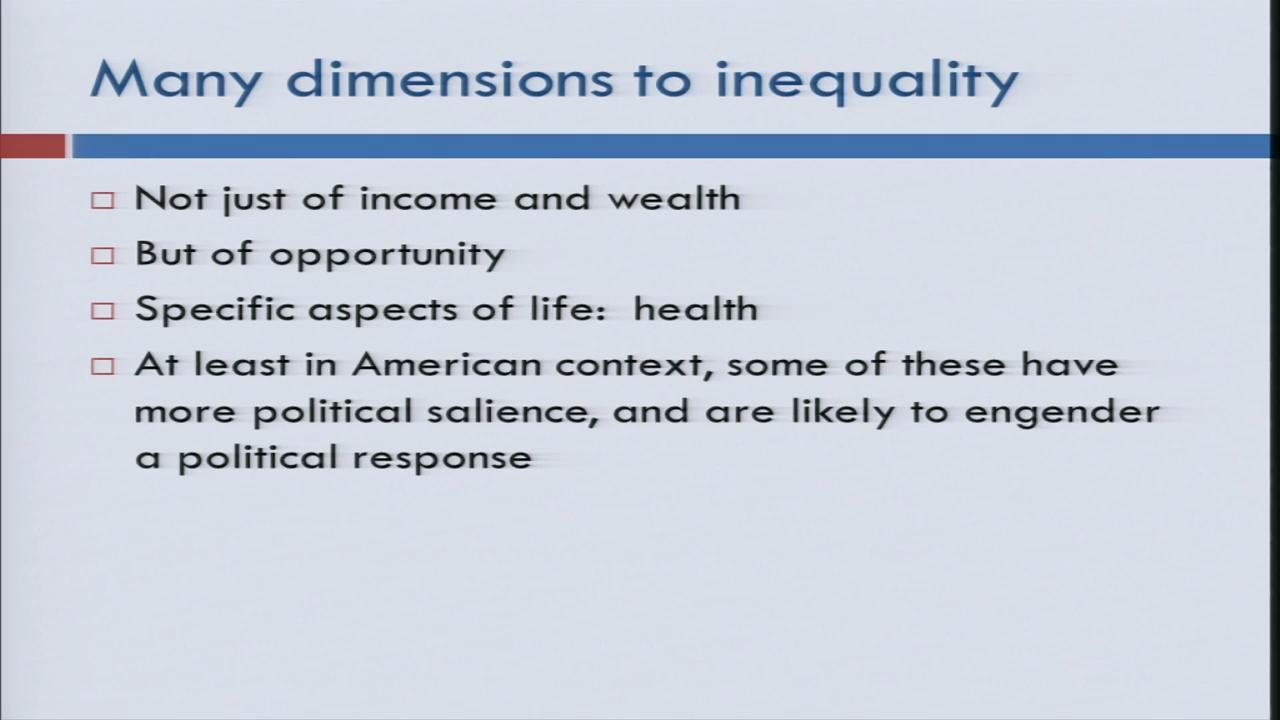 Many dimensions to inequality
Not just of income and wealth
But of opportunity
Specific aspects of life: health
At least in American context, some of these have
more political salience, and are likely to engender
a political response